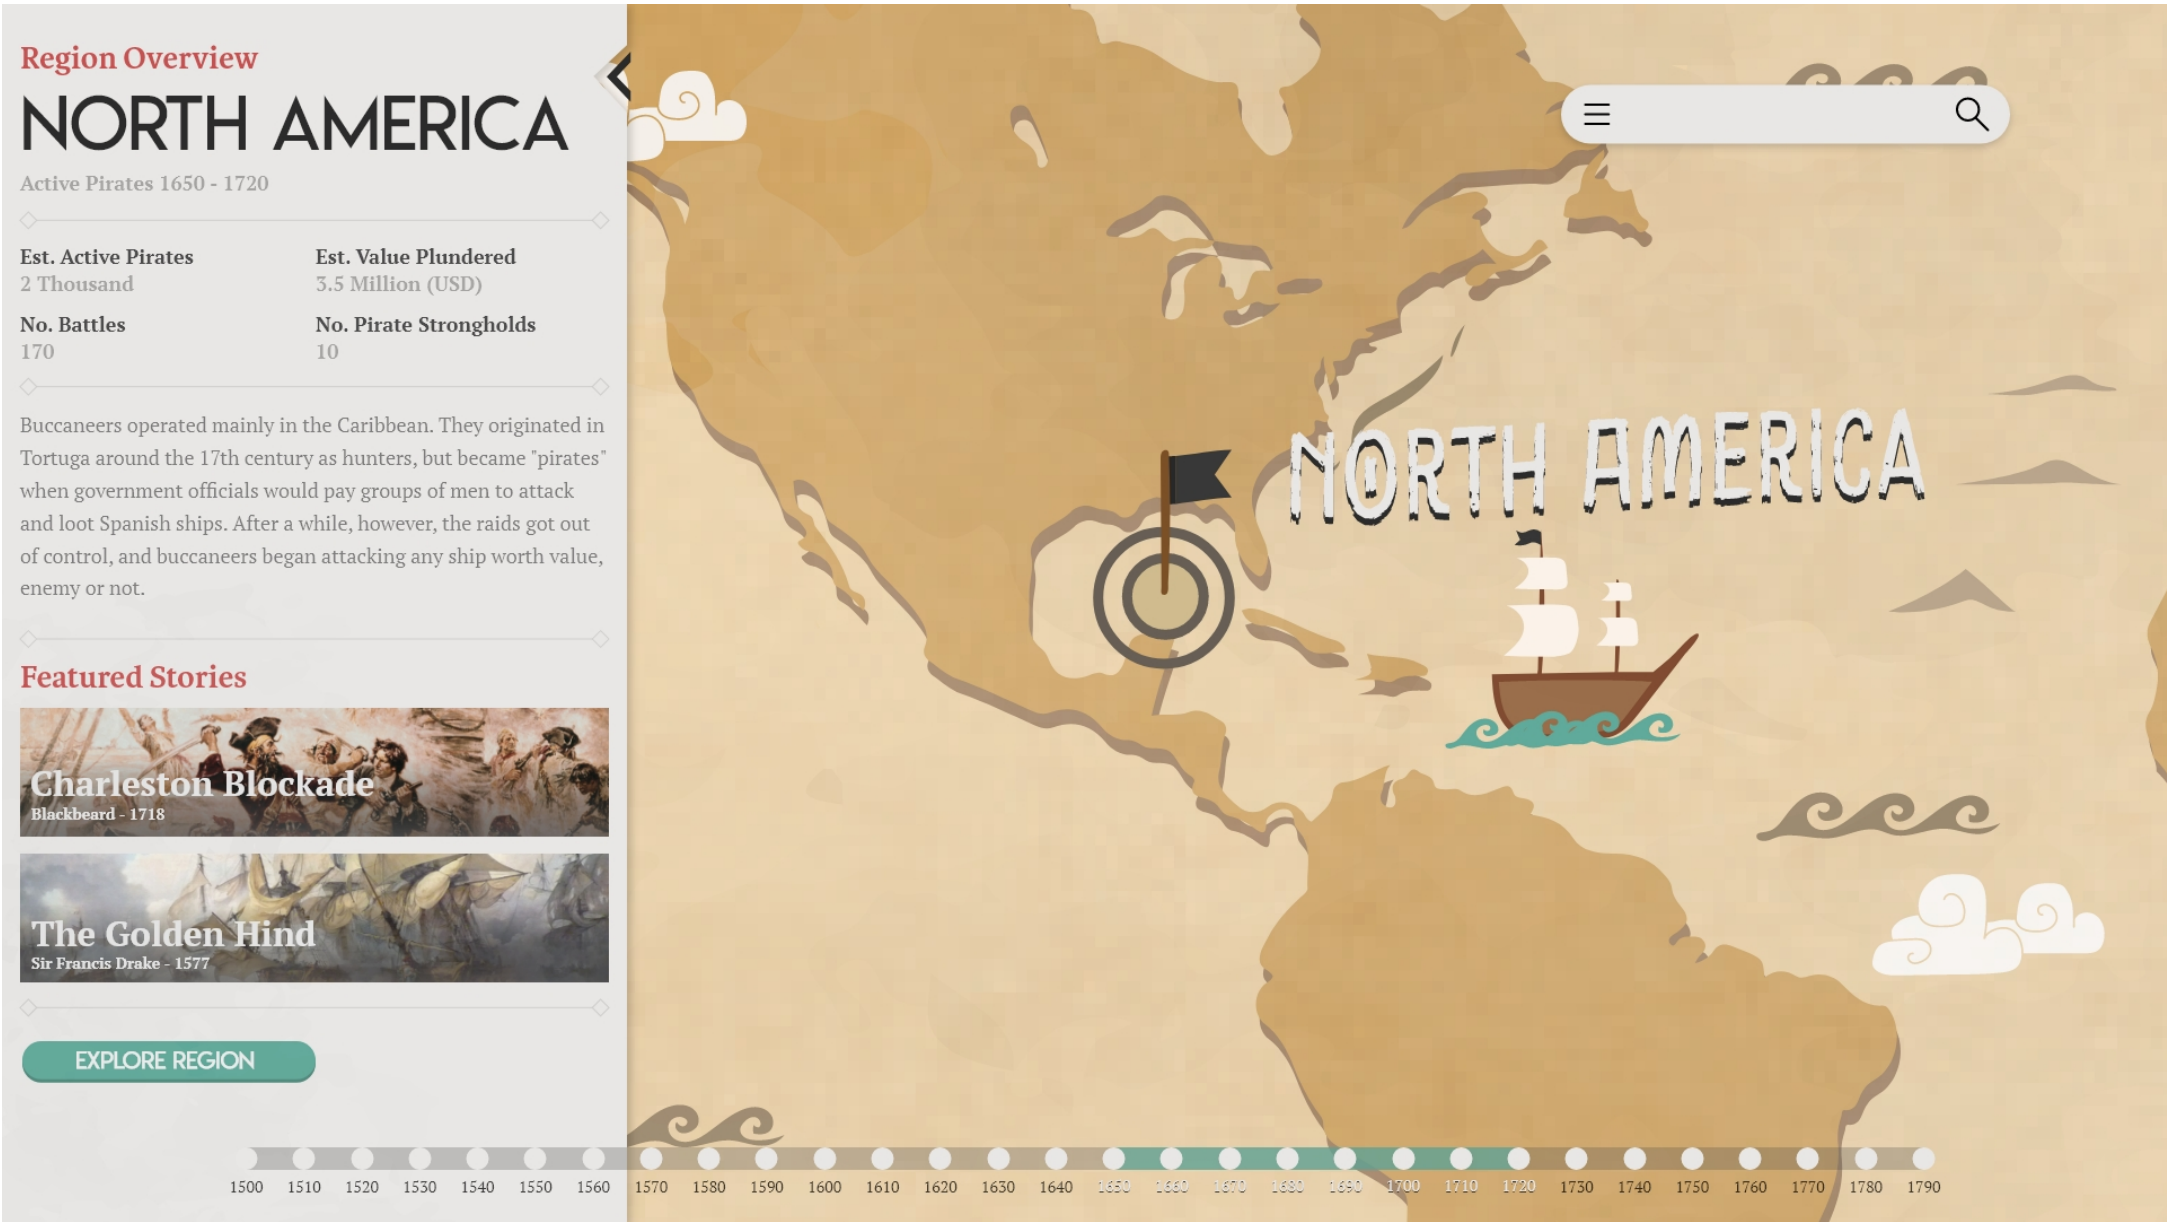 Region Overview
NORTH AMERICA
Active Pirates 1650 - 1720
Est. Active Pirates
2 Thousand
Est. Value Plundered
3.5 Million (USD)
No. Battles
170
No. Pirate Strongholds
10
Buccaneers operated mainly in the Caribbean. They originated in
Tortuga around the 17th century as hunters, but became "pirates"
when government officials would pay groups of men to attack
and loot Spanish ships. After a while, however, the raids got out
of control, and buccaneers began attacking any ship worth value,
enemy or not.
Featured Stories
Charleston Blockade
Blackbeard - 1718
The Golden Hind
Sir Francis Drake - 1577
EXPLORE REGION
NORTH AMERICA
1500 1510 1520 1530 1540 1550 1560 1570 1580 1590 1600 1610 1620 1630 1640 1650 1660 1670 1680 1690 1700 1710 1720 1730 1740 1750 1760 1770 1780 1790